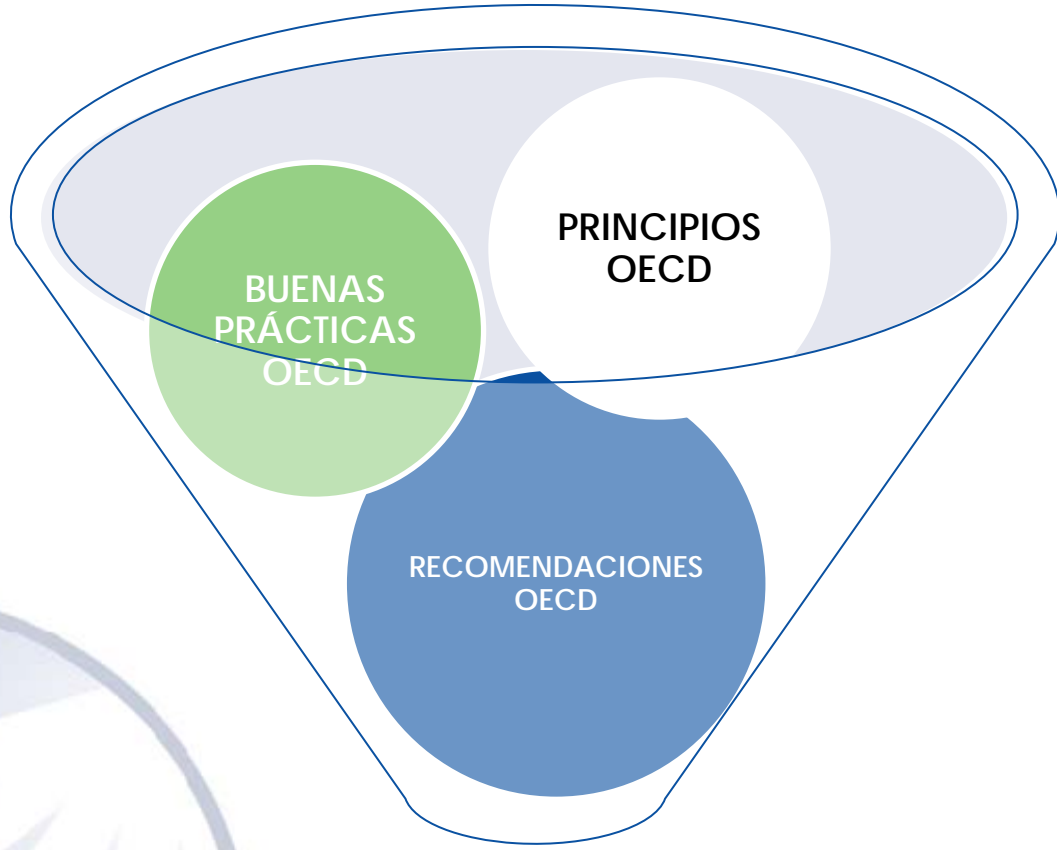 PRINCIPIOS
OECD
BUENAS
PRÁCTICAS
OECD
RECOMENDACIONES
OECD